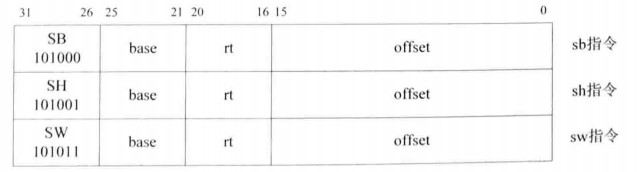 31 26 25 21 20 16 15 0
SB
101000 base rt offset sb指令
SH
101001 base rt offset sh指令
SW
101011 base rt offset sw指令